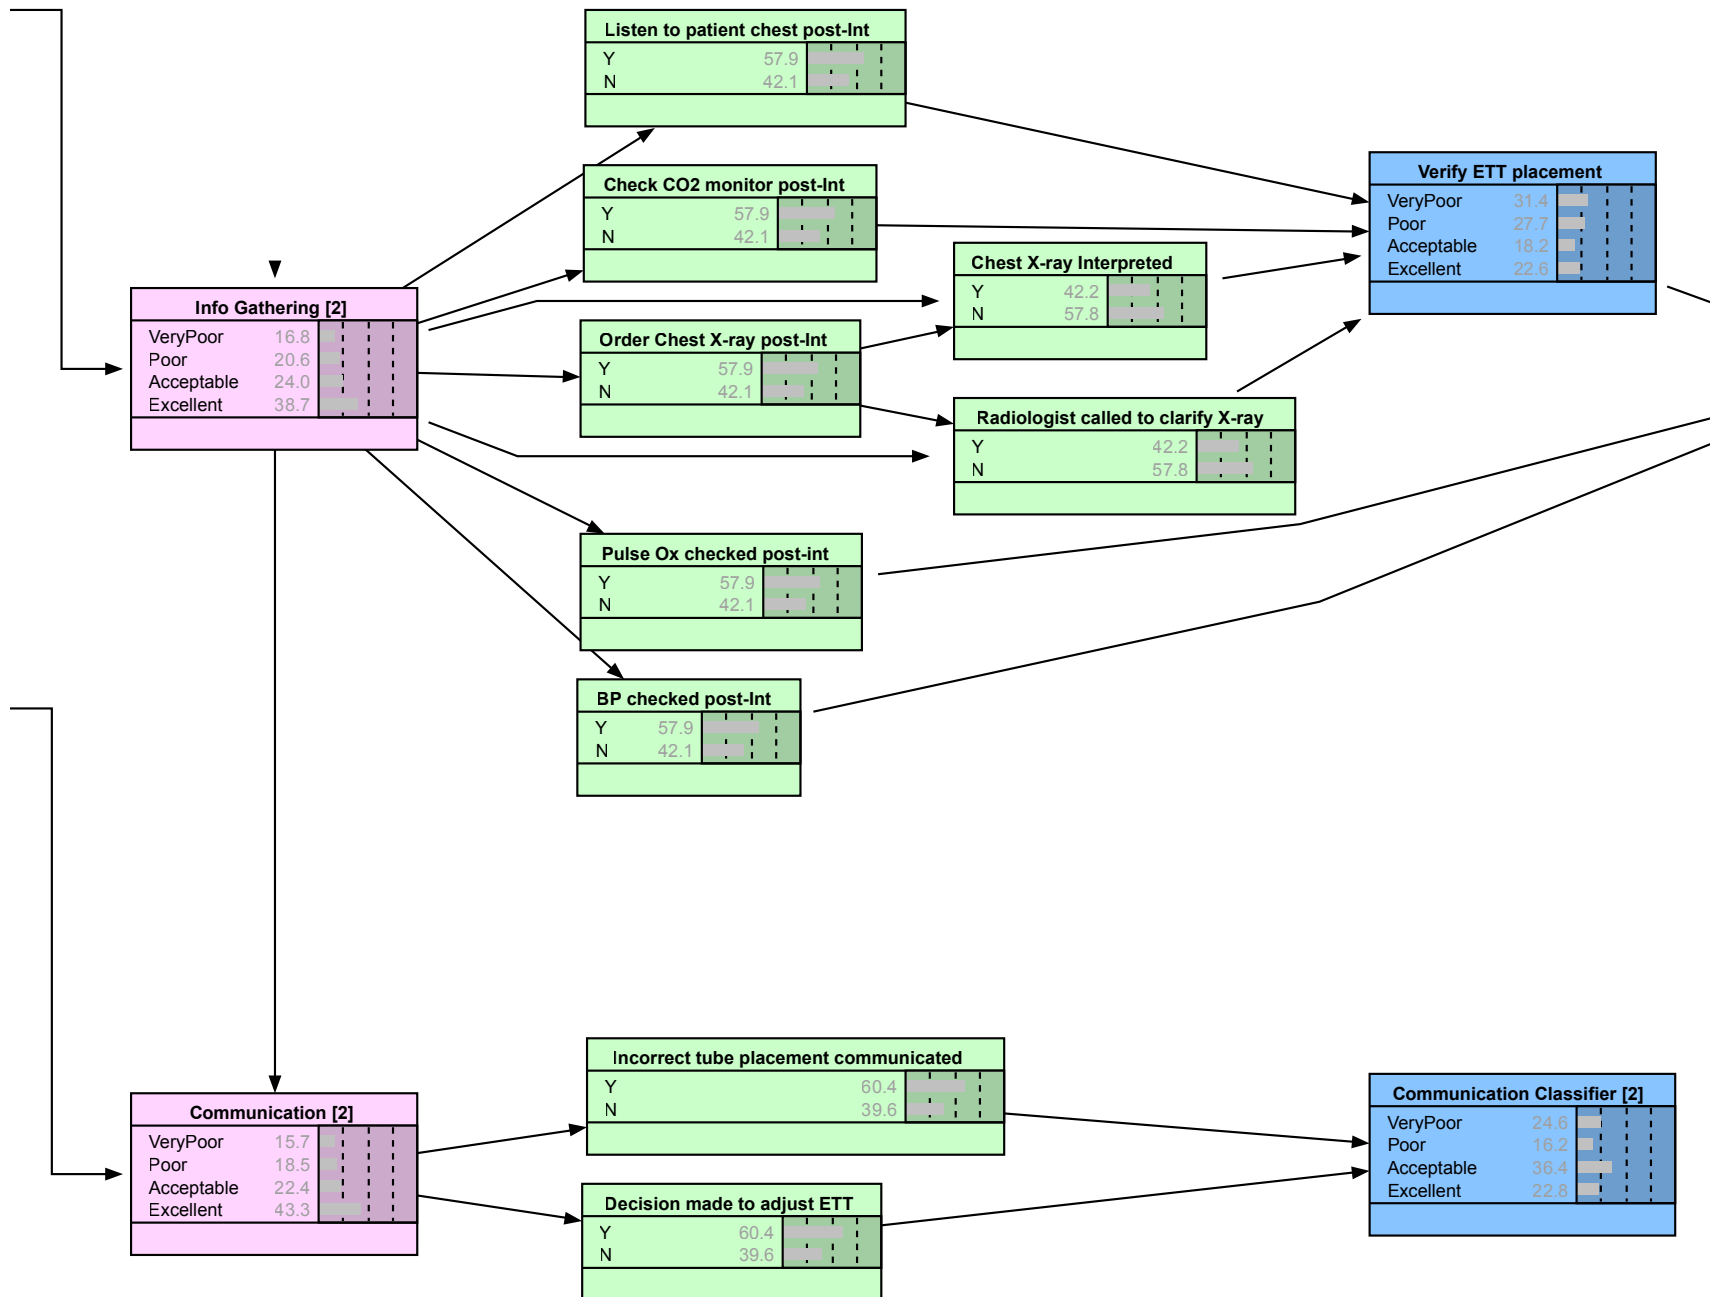 Listen to patient chest post-Int
Y 57.9
N 42.1
Check CO2 monitor post-Int
Y 57.9
N 42.1
Verify ETT placement
VeryPoor 31.4
Poor 27.7
Acceptable 18.2
Excellent 22.6
Chest X-ray Interpreted
Y 42.2
N 57.8
Info Gathering [2]
VeryPoor 16.8
Poor 20.6
Acceptable 24.0
Excellent 38.7
Order Chest X-ray post-Int
Y 57.9
N 42.1
Radiologist called to clarify X-ray
Y 42.2
N 57.8
Pulse Ox checked post-int
Y 57.9
N 42.1
BP checked post-Int
Y 57.9
N 42.1
Incorrect tube placement communicated
Y 60.4
N 39.6
Communication [2]
VeryPoor 15.7
Poor 18.5
Acceptable 22.4
Excellent 43.3
Communication Classifier [2]
VeryPoor 24.6
Poor 16.2
Acceptable 36.4
Excellent 22.8
Decision made to adjust ETT
Y 60.4
N 39.6